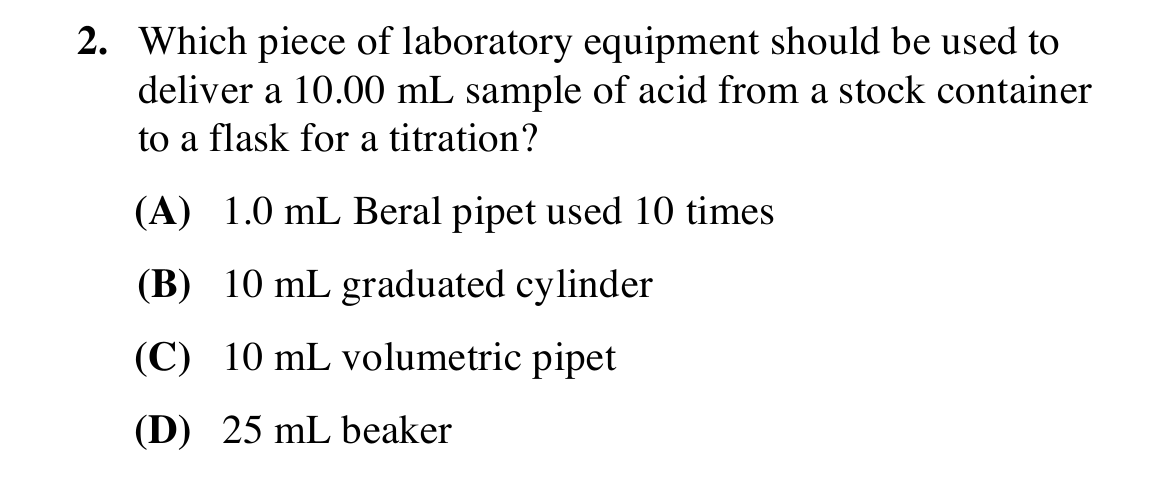 2. Which piece of laboratory equipment should be used to
deliver a 10.00 mL sample of acid from a stock container
to a flask for a titration?
(A) 1.0 mL Beral pipet used 10 times
(B) 10 mL graduated cylinder
(C) 10 mL volumetric pipet
(D) 25 mL beaker